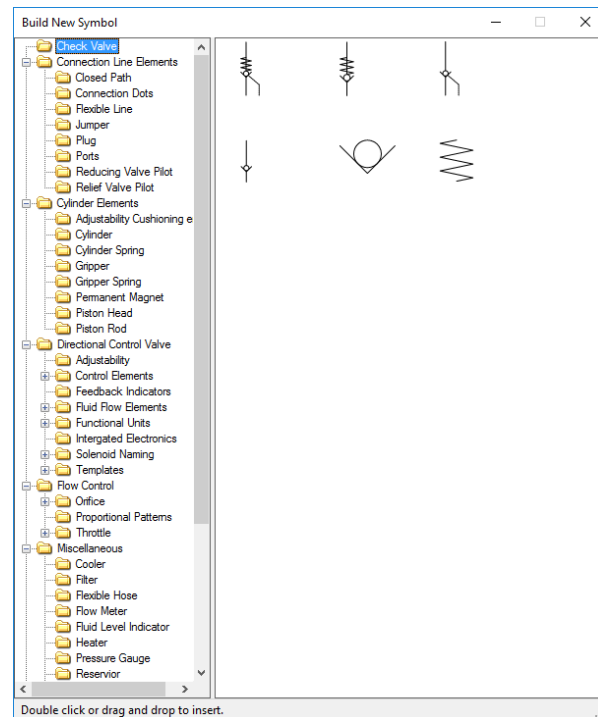 Build New Symbol
Check Valve
Connection Line Elements
Closed Path
Connection Dots
Flexible Line
Jumper
Plug
Ports
Reducing Valve Pilot
Relief Valve Pilot
Cylinder Elements
Adjustability Cushioning e
Cylinder
Cylinder Spring
Gripper
Gripper Spring
Permanent Magnet
Piston Head
Piston Rod
Directional Control Valve
Adjustability
Control Elements
Feedback Indicators
Fluid Flow Elements
Functional Units
Intergated Electronics
Solenoid Naming
Templates
Flow Control
Orifice
Proportional Patterns
Throttle
Miscellaneous
Cooler
Filter
Flexible Hose
Flow Meter
Fluid Level Indicator
Heater
Pressure Gauge
Reservior
Double click or drag and drop to insert.